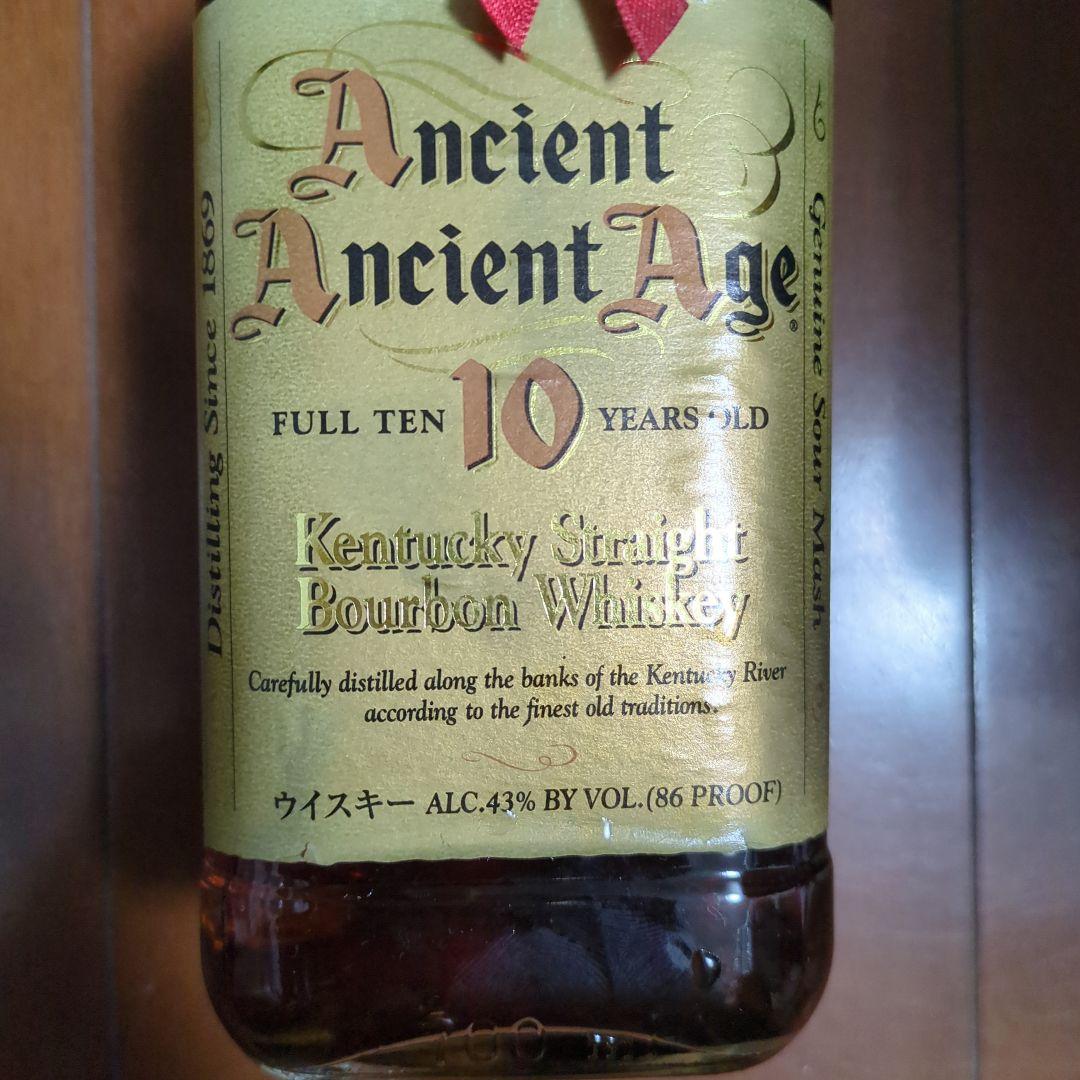 Ancient
Ancient Age
®
FULL TEN 10 YEARS OLD
Kentucky Straight
Bourbon Whiskey
Carefully distilled along the banks of the Kentucky River
according to the finest old traditions.
ウイスキー ALC.43% BY VOL.(86 PROOF)
Distilling Since 1869
Genuine Sour Mash